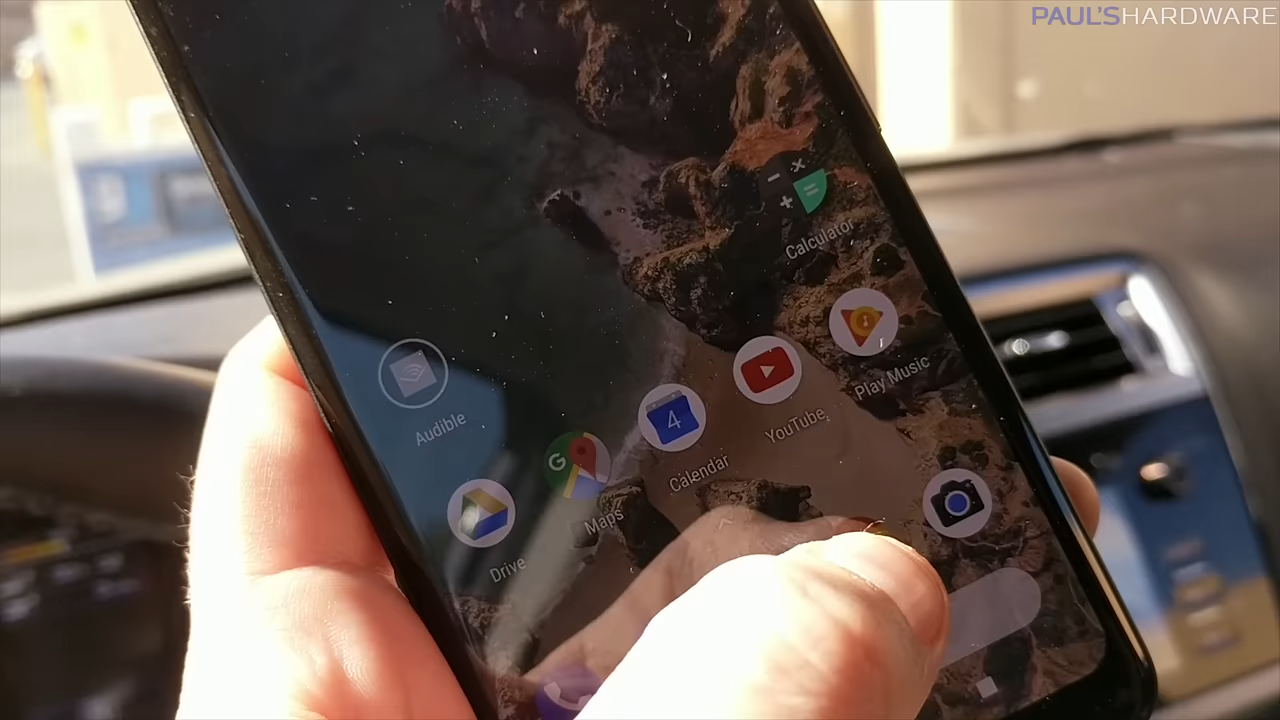 PAUL'SHARDWARE
Calculator
Play Music
YouTube
4
Calendar
Audible
G
Maps
Drive